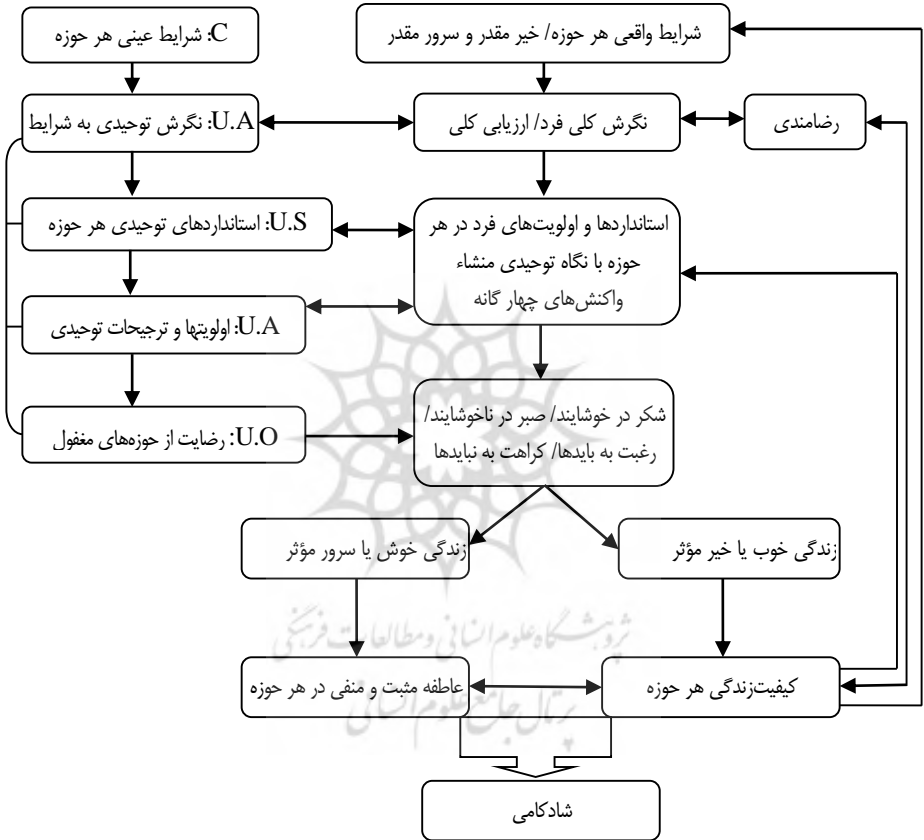 شرایط واقعی هر حوزه/ خیر مقدر و سرور مقدر
C: شرایط عینی هر حوزه
رضامندی
نگرش کلی فرد/ ارزیابی کلی
U.A: نگرش توحیدی به شرایط
استانداردها و اولویت‌های فرد در هر
حوزه با نگاه توحیدی منشاء
واکنش‌های چهار گانه
U.S: استانداردهای توحیدی هر حوزه
U.A: اولویتها و ترجیحات توحیدی
شکر در خوشایند/ صبر در ناخوشایند/
رغبت به بایدها/ کراهت به نبایدها
U.O: رضایت از حوزه‌های مغفول
زندگی خوب یا خیر مؤثر
زندگی خوش یا سرور مؤثر
پژوهشگاه علوم انسانی و مطالعات فرهنگی
کیفیت‌زندگی هر حوزه
عاطفه مثبت و منفی در هر حوزه
پرتال جامع علوم انسانی
شادکامی